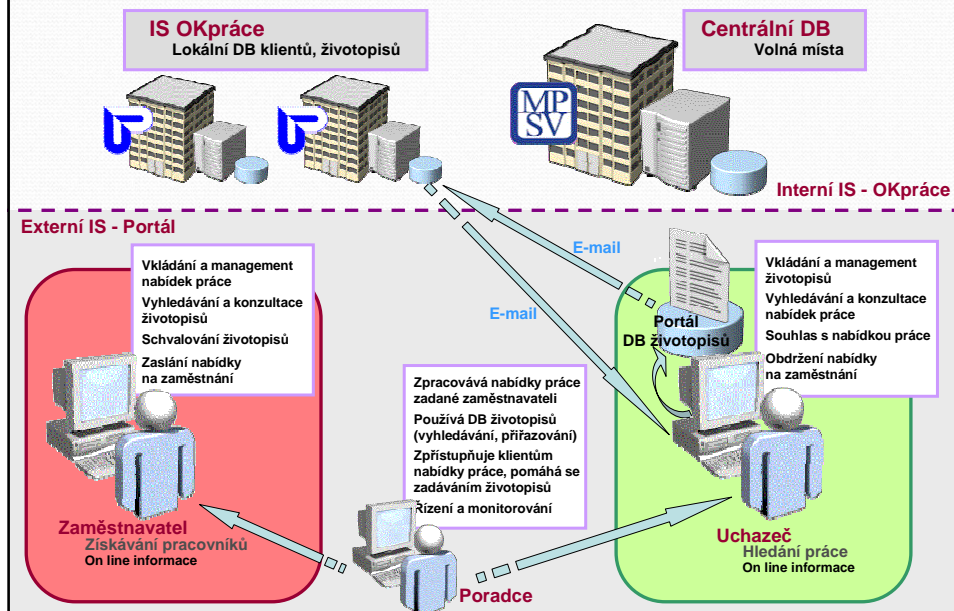 IS OKpráce
Lokální DB klientů, životopisů
Centrální DB
Volná místa
UP
UP
MP
SV
Interní IS - OKpráce
Externí IS - Portál
Vkládání a management
nabídek práce
Vyhledávání a konzultace
životopisů
Schvalování životopisů
Zaslání nabídky
na zaměstnání
E-mail
E-mail
Portál
DB životopisů
Vkládání a management
životopisů
Vyhledávání a konzultace
nabídek práce
Souhlas s nabídkou práce
Obdržení nabídky
na zaměstnání
Zpracovává nabídky práce
zadané zaměstnavateli
Používá DB životopisů
(vyhledávání, přiřazování)
Zpřístupňuje klientům
nabídky práce, pomáhá se
zadáváním životopisů
Řízení a monitorování
Zaměstnavatel
Získávání pracovníků
On line informace
Uchazeč
Hledání práce
On line informace
Poradce